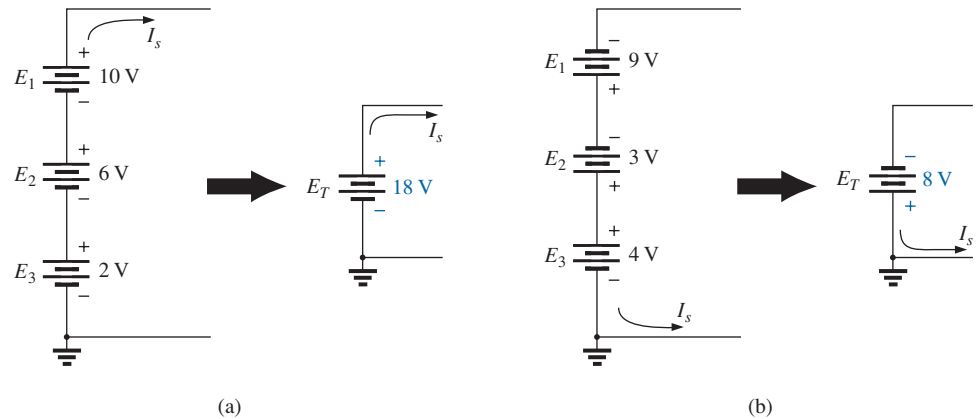 +
I_s
E_1
10 V
−
+
E_2
6 V
−
+
E_3
2 V
−
I_s
+
E_T
18 V
−
(a)
−
E_1
9 V
+
−
E_2
3 V
+
+
E_3
4 V
−
I_s
−
E_T
8 V
+
I_s
(b)